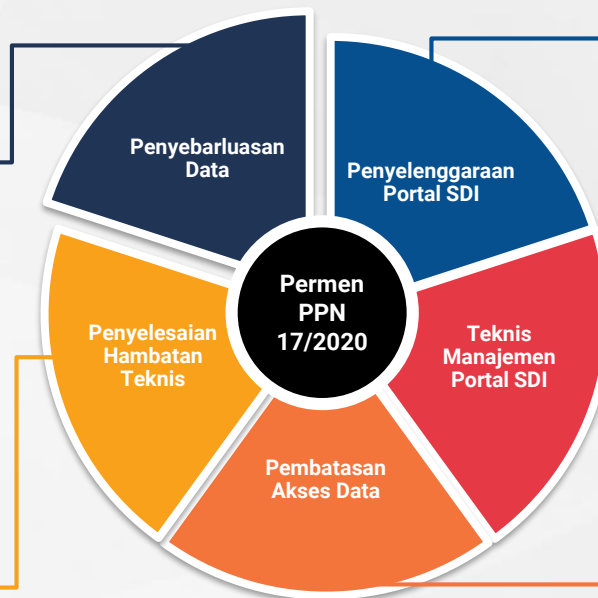 Penyebarluasan
Data
Penyelenggaraan
Portal SDI
Permen
PPN
17/2020
Penyelesaian
Hambatan
Teknis
Teknis
Manajemen
Portal SDI
Pembatasan
Akses Data